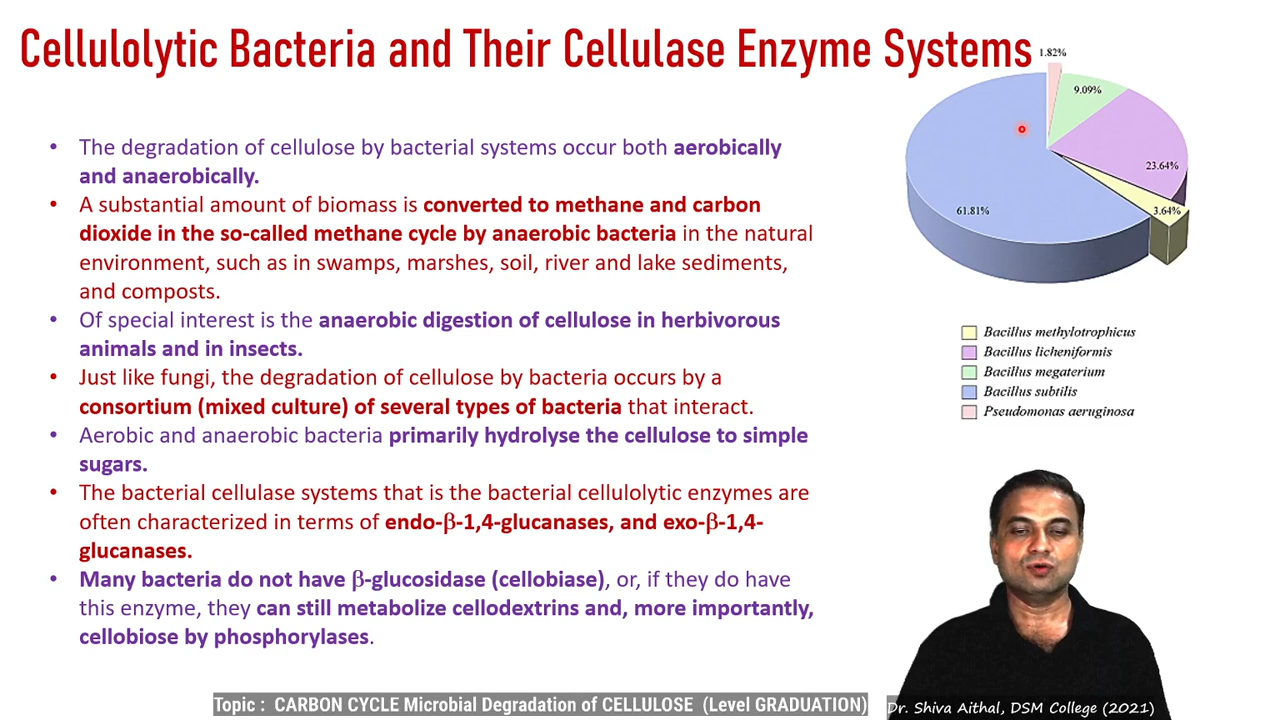 Cellulolytic Bacteria and Their Cellulase Enzyme Systems
• The degradation of cellulose by bacterial systems occur both aerobically
and anaerobically.
• A substantial amount of biomass is converted to methane and carbon
dioxide in the so-called methane cycle by anaerobic bacteria in the natural
environment, such as in swamps, marshes, soil, river and lake sediments,
and composts.
• Of special interest is the anaerobic digestion of cellulose in herbivorous
animals and in insects.
• Just like fungi, the degradation of cellulose by bacteria occurs by a
consortium (mixed culture) of several types of bacteria that interact.
• Aerobic and anaerobic bacteria primarily hydrolyse the cellulose to simple
sugars.
• The bacterial cellulase systems that is the bacterial cellulolytic enzymes are
often characterized in terms of endo-β-1,4-glucanases, and exo-β-1,4-
glucanases.
• Many bacteria do not have β-glucosidase (cellobiase), or, if they do have
this enzyme, they can still metabolize cellodextrins and, more importantly,
cellobiose by phosphorylases.
1.82%
9.09%
23.64%
61.81%
3.64%
Bacillus methylotrophicus
Bacillus licheniformis
Bacillus megaterium
Bacillus subtilis
Pseudomonas aeruginosa
Topic : CARBON CYCLE Microbial Degradation of CELLULOSE (Level GRADUATION)
Dr. Shiva Aithal, DSM College (2021)